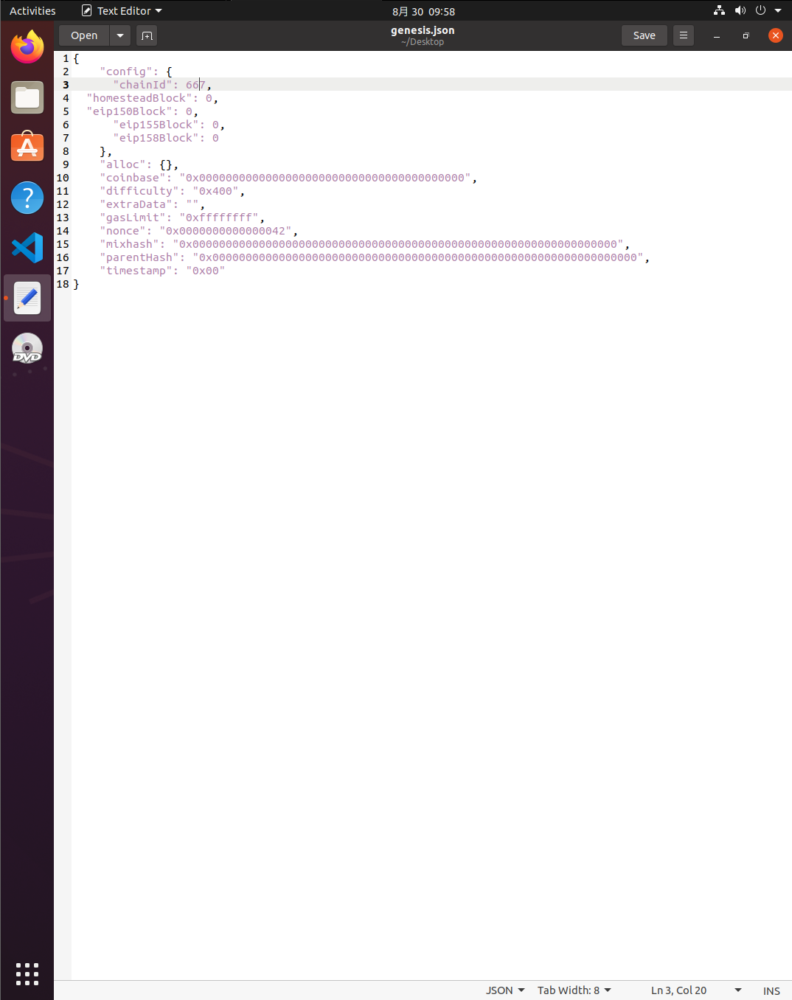 Activities
Text Editor
8月 30 09:58
Open
genesis.json
~/Desktop
Save
1 {
2     "config": {
3       "chainId": 667,
4   "homesteadBlock": 0,
5   "eip150Block": 0,
6       "eip155Block": 0,
7       "eip158Block": 0
8     },
9     "alloc": {},
10     "coinbase": "0x0000000000000000000000000000000000000000",
11     "difficulty": "0x400",
12     "extraData": "",
13     "gasLimit": "0xffffffff",
14     "nonce": "0x0000000000000042",
15     "mixhash": "0x0000000000000000000000000000000000000000000000000000000000000000",
16     "parentHash": "0x0000000000000000000000000000000000000000000000000000000000000000",
17     "timestamp": "0x00"
18 }
DVD
JSON
Tab Width: 8
Ln 3, Col 20
INS